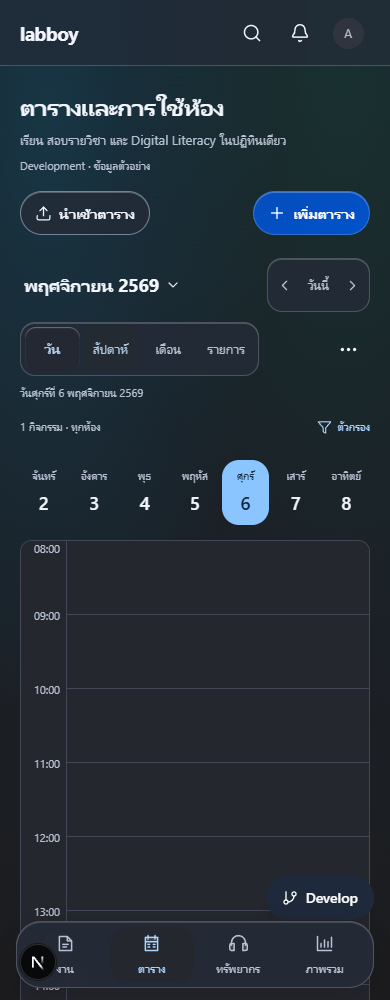 labboy
A
ตารางและการใช้ห้อง
เรียน สอบรายวิชา และ Digital Literacy ในปฏิทินเดียว
Development · ข้อมูลตัวอย่าง
นำเข้าตาราง
เพิ่มตาราง
พฤศจิกายน 2569
วันนี้
วัน สัปดาห์ เดือน รายการ
วันศุกร์ที่ 6 พฤศจิกายน 2569
1 กิจกรรม · ทุกห้อง
ตัวกรอง
จันทร์ อังคาร พุธ พฤหัส ศุกร์ เสาร์ อาทิตย์
2 3 4 5 6 7 8
08:00
09:00
10:00
11:00
12:00
Develop
13:00
N
งาน ตาราง ทรัพยากร ภาพรวม